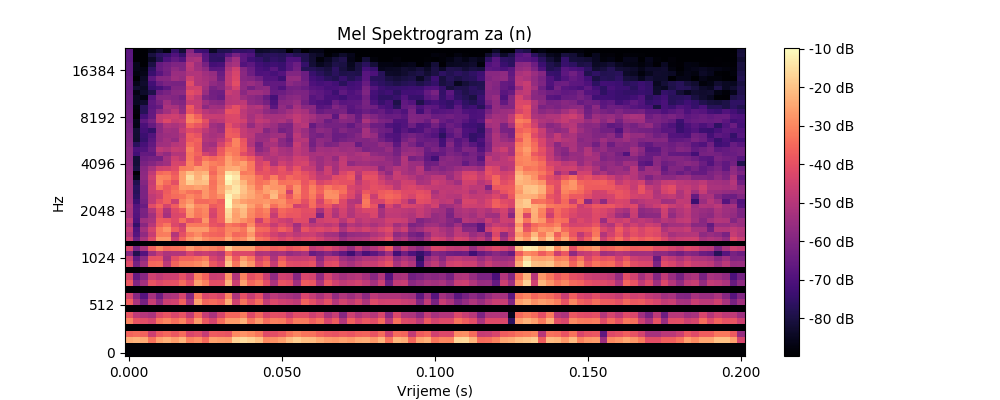 Mel Spektrogram za (n)
Hz
16384
8192
4096
2048
1024
512
0
0.000 0.050 0.100 0.150 0.200
Vrijeme (s)
-10 dB
-20 dB
-30 dB
-40 dB
-50 dB
-60 dB
-70 dB
-80 dB